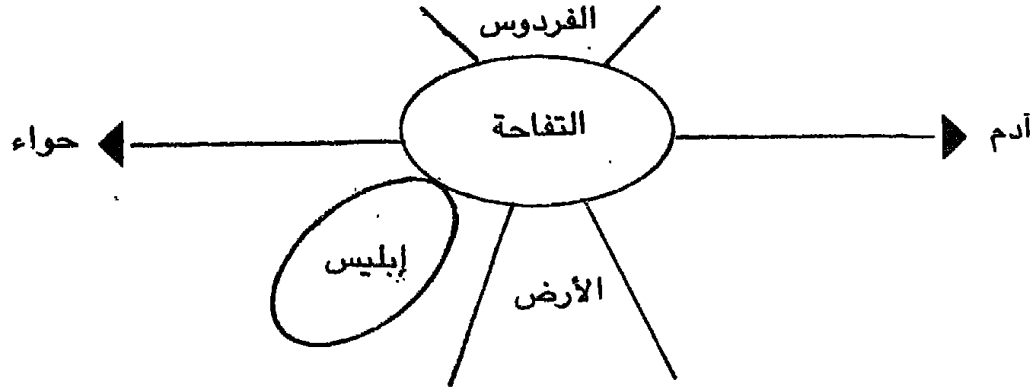 الفردوس
التفاحة
آدم
حواء
إبليس
الأرض